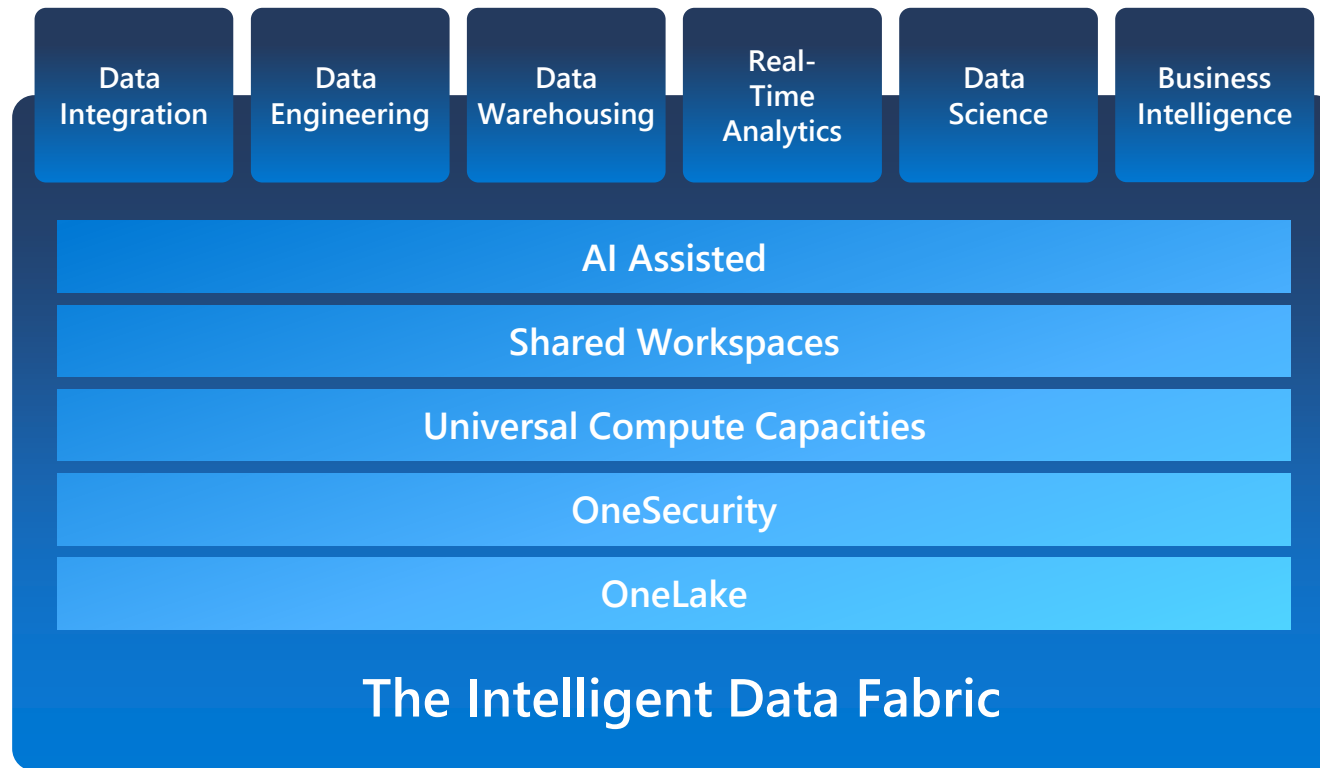 Data
Integration
Data
Engineering
Data
Warehousing
Real-
Time
Analytics
Data
Science
Business
Intelligence
AI Assisted
Shared Workspaces
Universal Compute Capacities
OneSecurity
OneLake
The Intelligent Data Fabric